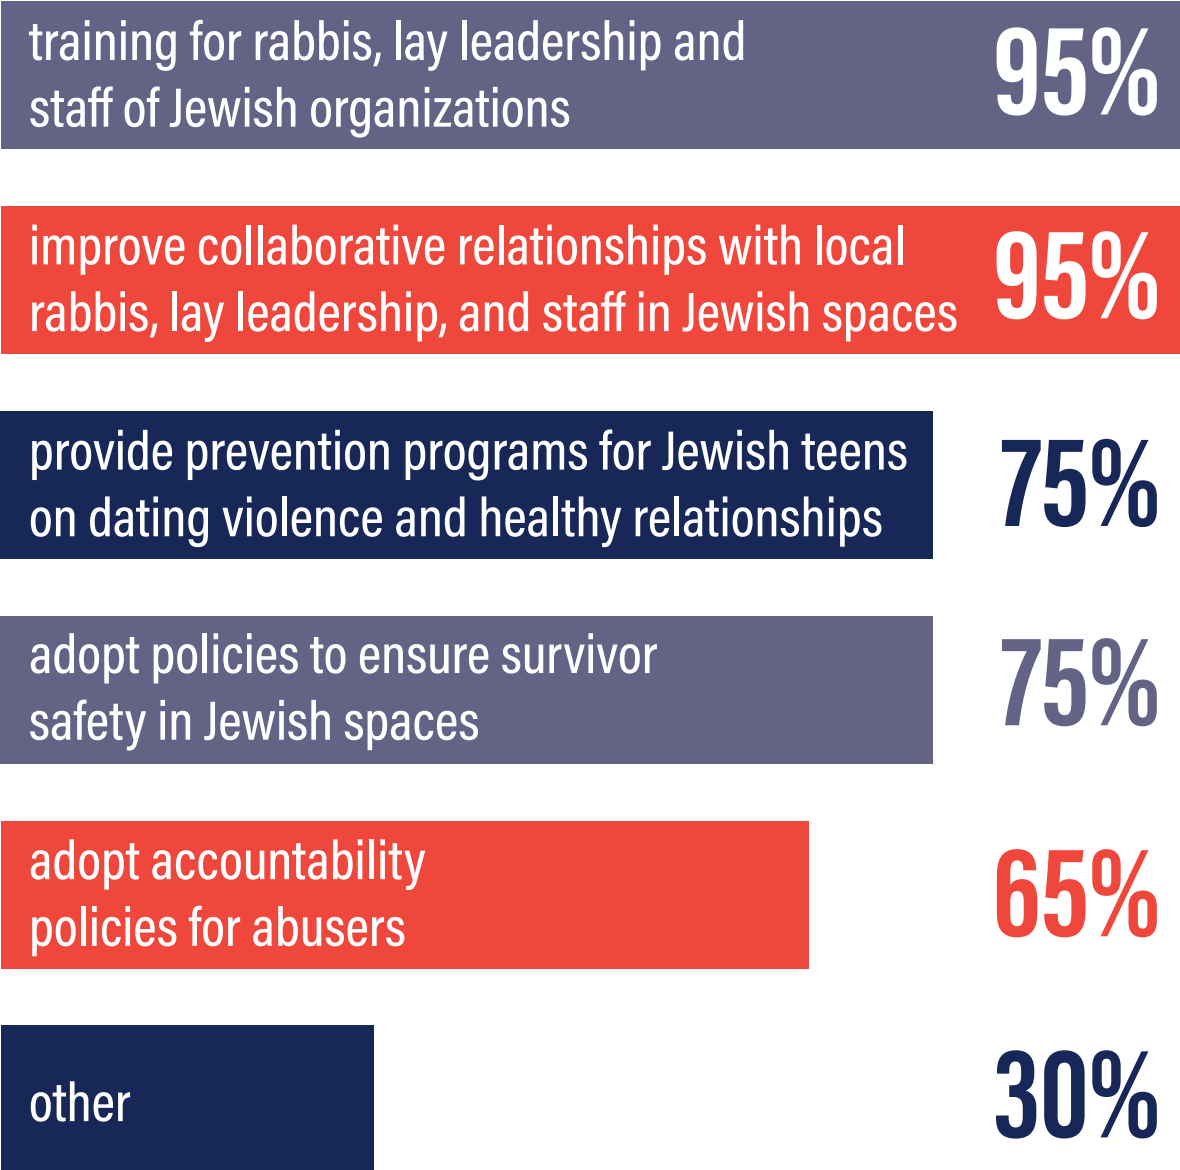 training for rabbis, lay leadership and
staff of Jewish organizations
95%
improve collaborative relationships with local
rabbis, lay leadership, and staff in Jewish spaces
95%
provide prevention programs for Jewish teens
on dating violence and healthy relationships
75%
adopt policies to ensure survivor
safety in Jewish spaces
75%
adopt accountability
policies for abusers
65%
other
30%